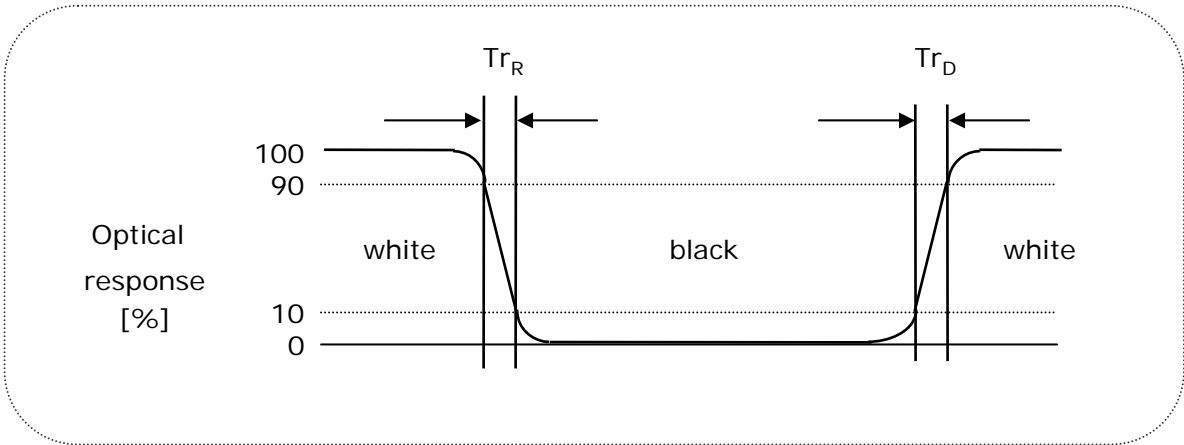 Tr_R Tr_D
100
90
Optical
response
[%]
white black white
10
0